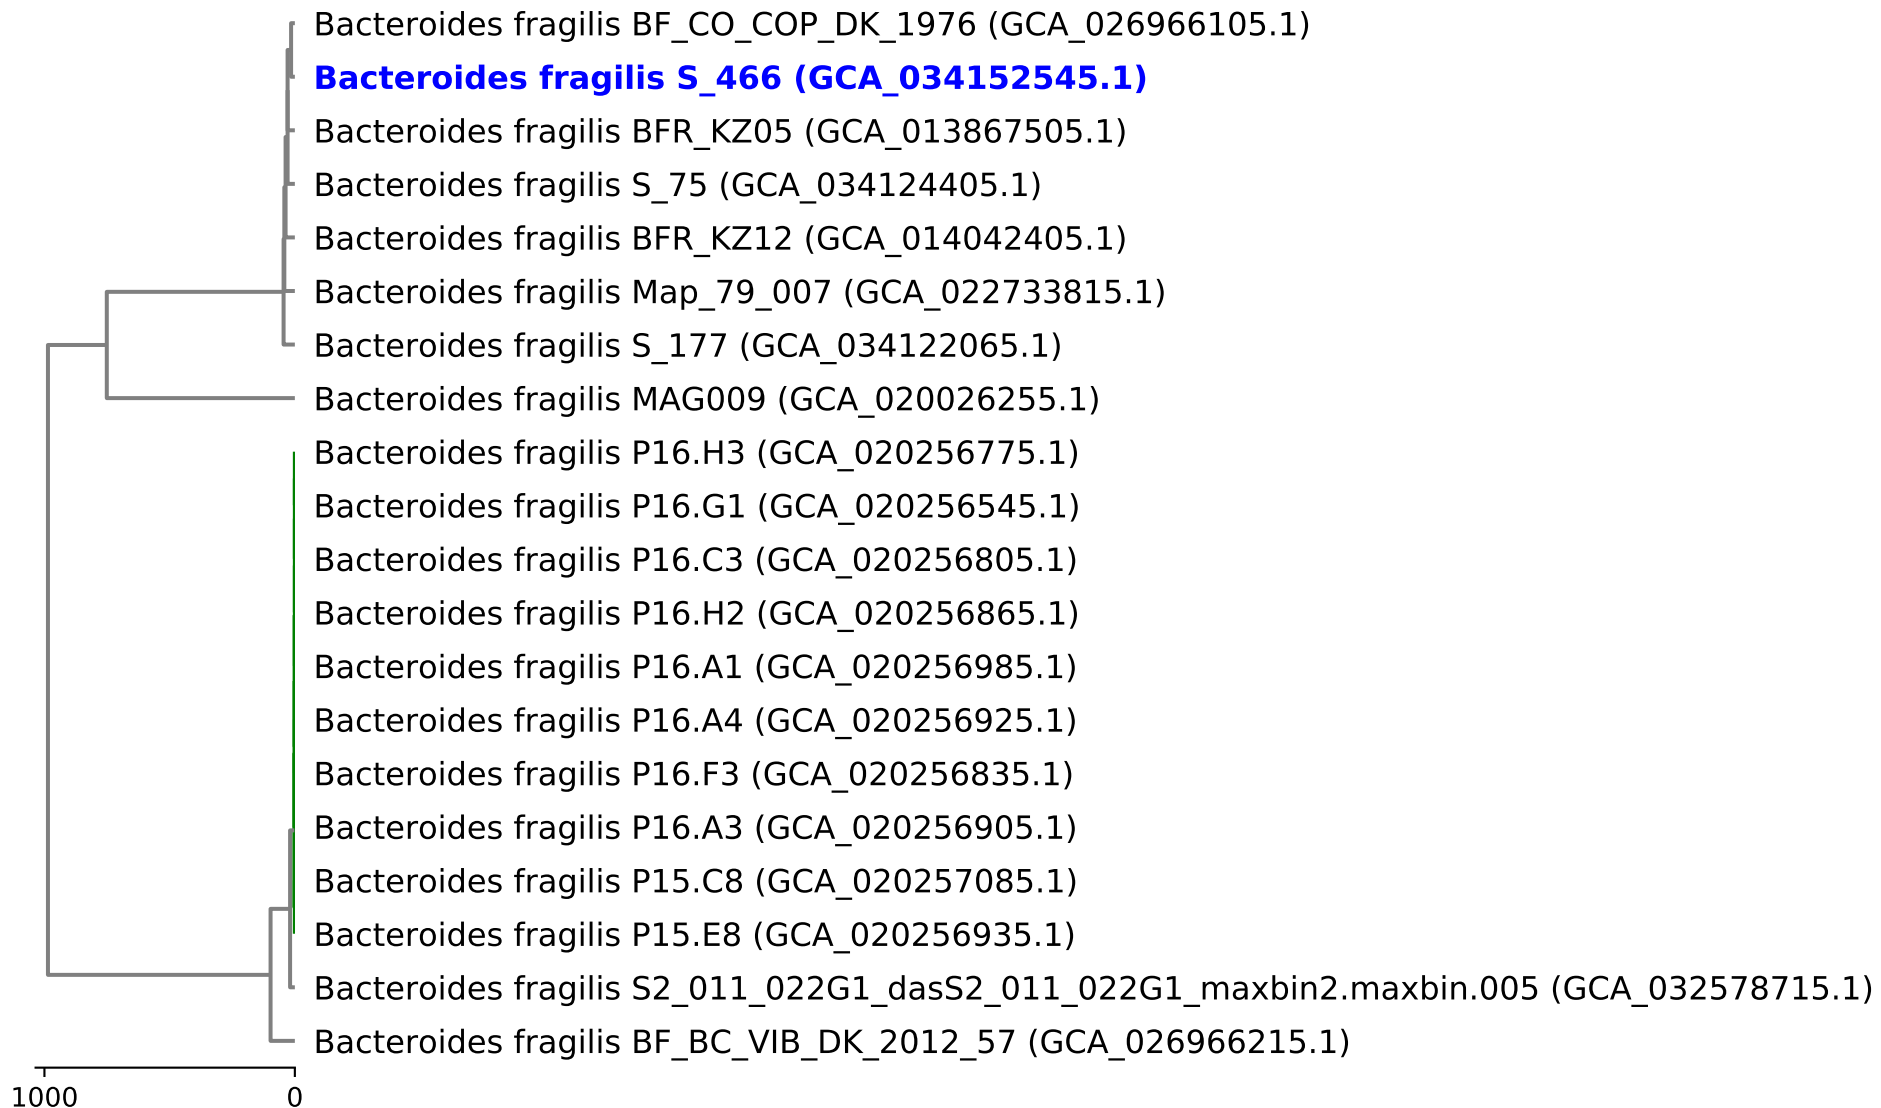 Bacteroides fragilis BF_CO_COP_DK_1976 (GCA_026966105.1)
Bacteroides fragilis S_466 (GCA_034152545.1)
Bacteroides fragilis BFR_KZ05 (GCA_013867505.1)
Bacteroides fragilis S_75 (GCA_034124405.1)
Bacteroides fragilis BFR_KZ12 (GCA_014042405.1)
Bacteroides fragilis Map_79_007 (GCA_022733815.1)
Bacteroides fragilis S_177 (GCA_034122065.1)
Bacteroides fragilis MAG009 (GCA_020026255.1)
Bacteroides fragilis P16.H3 (GCA_020256775.1)
Bacteroides fragilis P16.G1 (GCA_020256545.1)
Bacteroides fragilis P16.C3 (GCA_020256805.1)
Bacteroides fragilis P16.H2 (GCA_020256865.1)
Bacteroides fragilis P16.A1 (GCA_020256985.1)
Bacteroides fragilis P16.A4 (GCA_020256925.1)
Bacteroides fragilis P16.F3 (GCA_020256835.1)
Bacteroides fragilis P16.A3 (GCA_020256905.1)
Bacteroides fragilis P15.C8 (GCA_020257085.1)
Bacteroides fragilis P15.E8 (GCA_020256935.1)
Bacteroides fragilis S2_011_022G1_dasS2_011_022G1_maxbin2.maxbin.005 (GCA_032578715.1)
Bacteroides fragilis BF_BC_VIB_DK_2012_57 (GCA_026966215.1)
1000 0